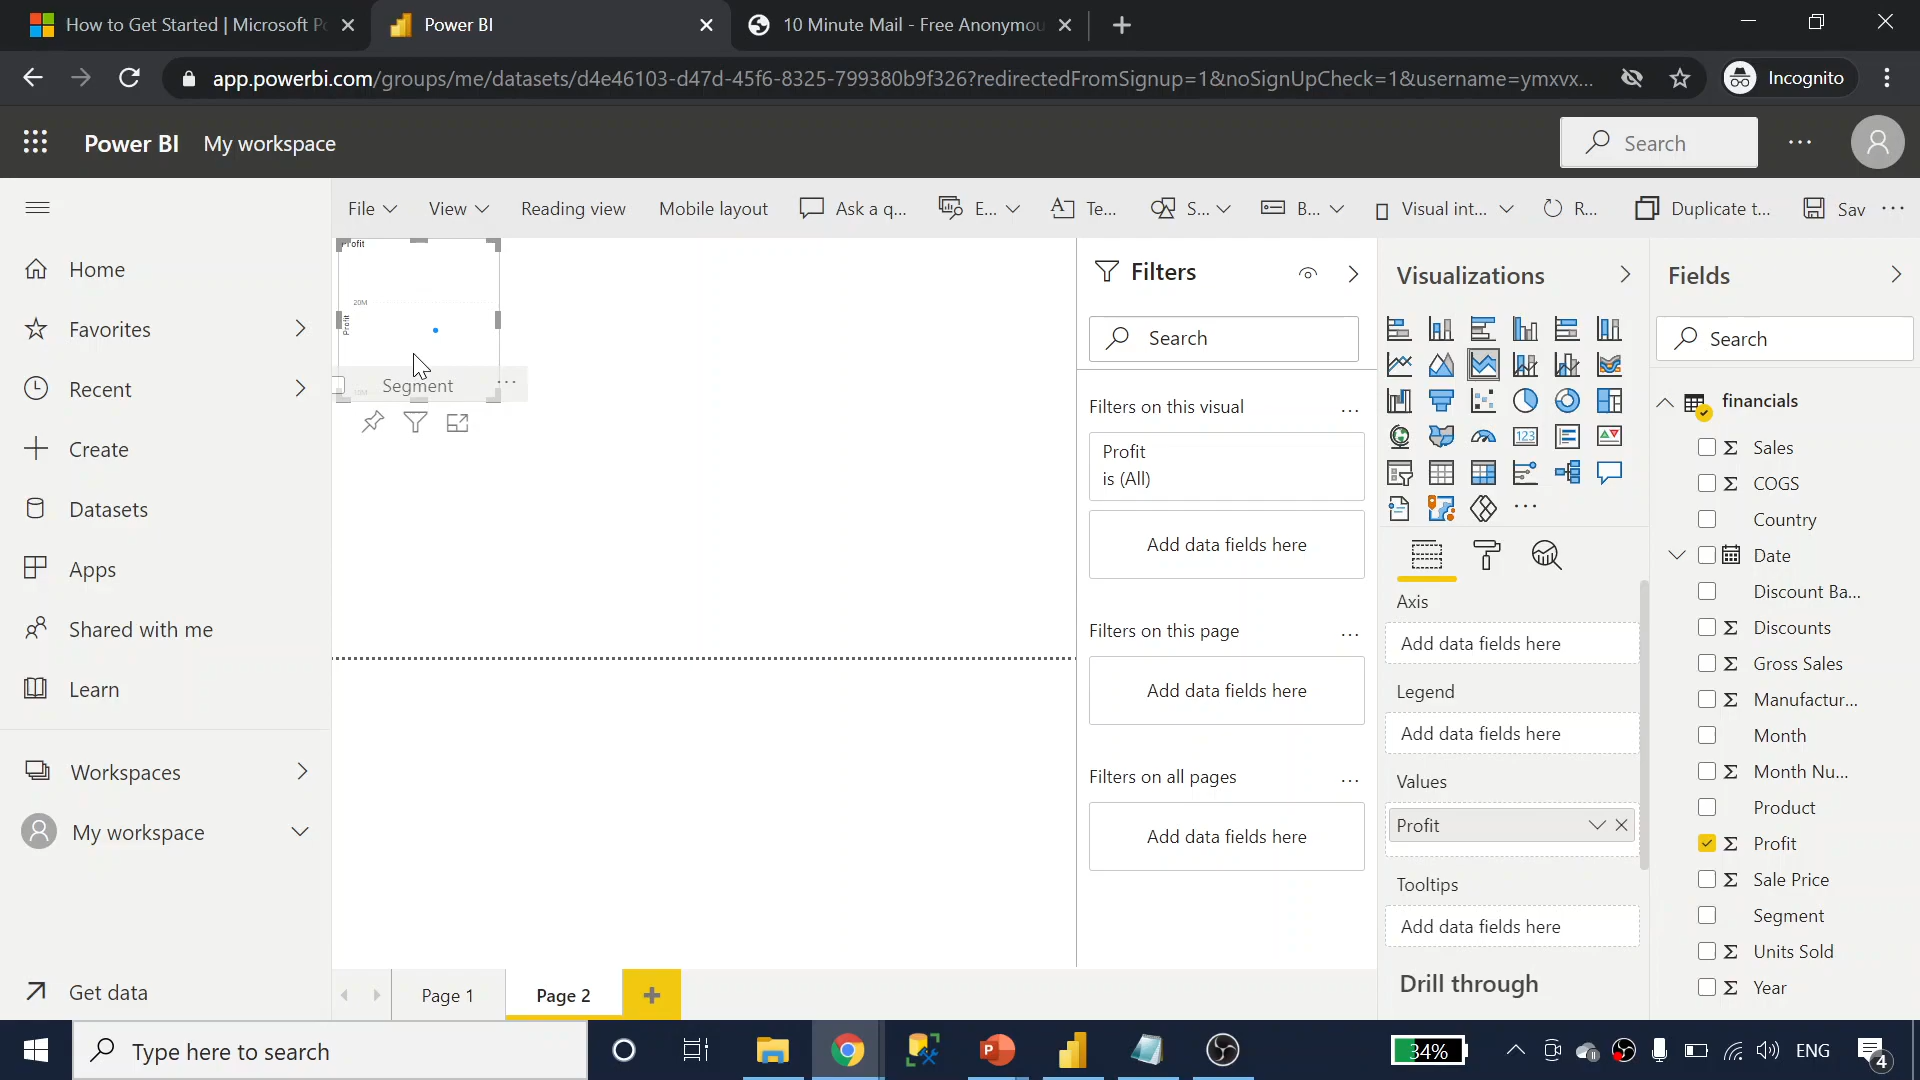 How to Get Started | Microsoft Po
Power BI
10 Minute Mail - Free Anonymou
app.powerbi.com/groups/me/datasets/d4e46103-d47d-45f6-8325-799380b9f326?redirectedFromSignup=1&noSignUpCheck=1&username=ymxvx...
Incognito
Power BI
My workspace
Search
File
View
Reading view
Mobile layout
Ask a q...
E...
Te...
S...
B...
Visual int...
R...
Duplicate t...
Sav
Home
Favorites
Recent
Create
Datasets
Apps
Shared with me
Learn
Workspaces
My workspace
Get data
Profit
20M
Profit
Segment
Page 1
Page 2
Filters
Search
Filters on this visual
Profit
is (All)
Add data fields here
Filters on this page
Add data fields here
Filters on all pages
Add data fields here
Visualizations
123
Axis
Add data fields here
Legend
Add data fields here
Values
Profit
Tooltips
Add data fields here
Drill through
Fields
Search
financials
Sales
COGS
Country
Date
Discount Ba...
Discounts
Gross Sales
Manufactur...
Month
Month Nu...
Product
Profit
Sale Price
Segment
Units Sold
Year
Type here to search
34%
ENG
4